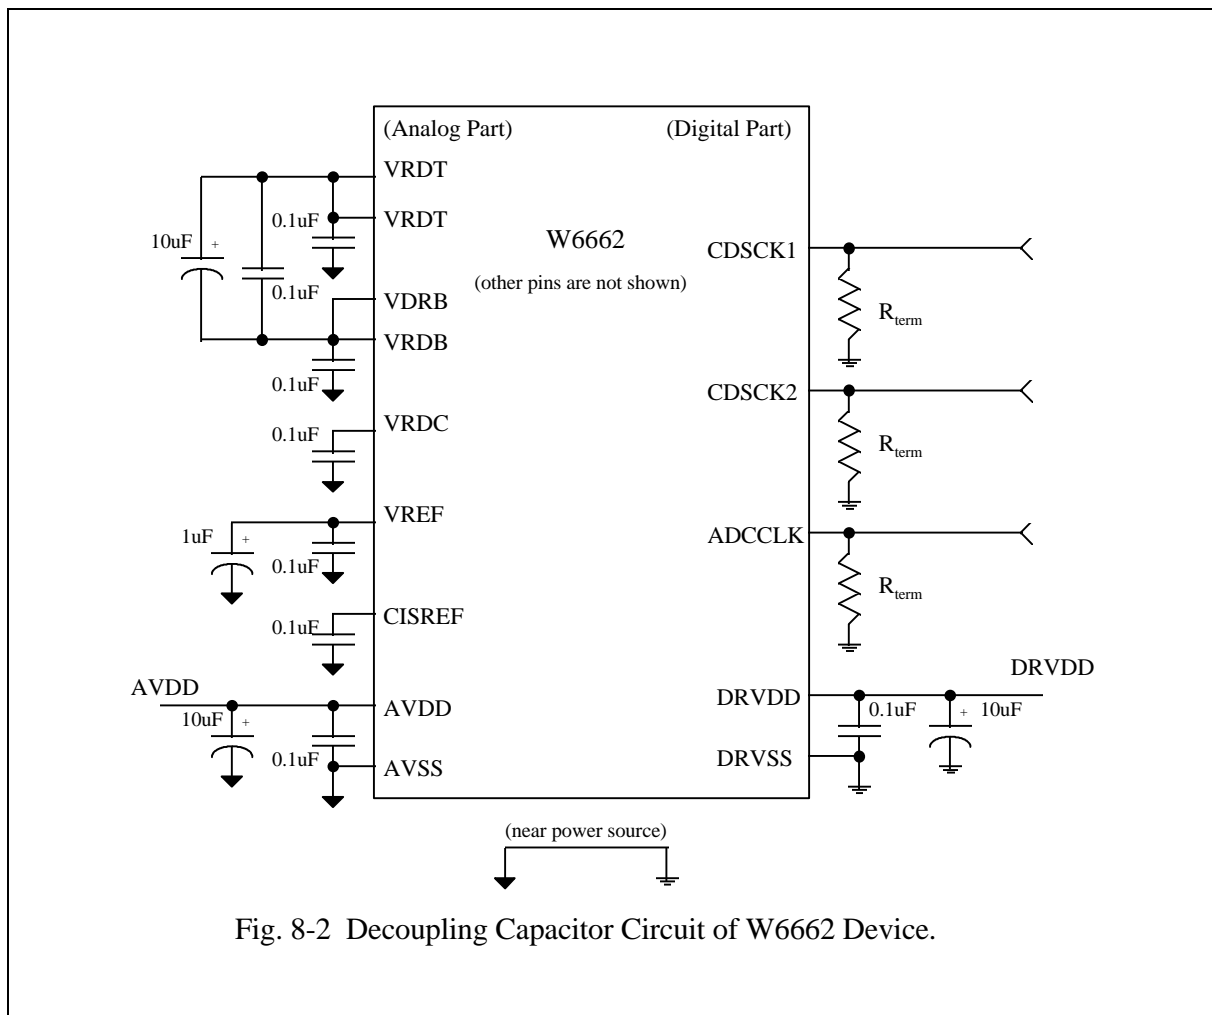 (Analog Part) (Digital Part)
VRDT
0.1uF VRDT
10uF + W6662
CDSCK1
(other pins are not shown)
0.1uF VDRB
R_term
VRDB
0.1uF
CDSCK2
0.1uF VRDC
R_term
VREF
1uF + ADCCLK
0.1uF
R_term
0.1uF CISREF
AVDD DRVDD
DRVDD
10uF + AVDD 0.1uF + 10uF
0.1uF AVSS DRVSS
(near power source)
Fig. 8-2 Decoupling Capacitor Circuit of W6662 Device.